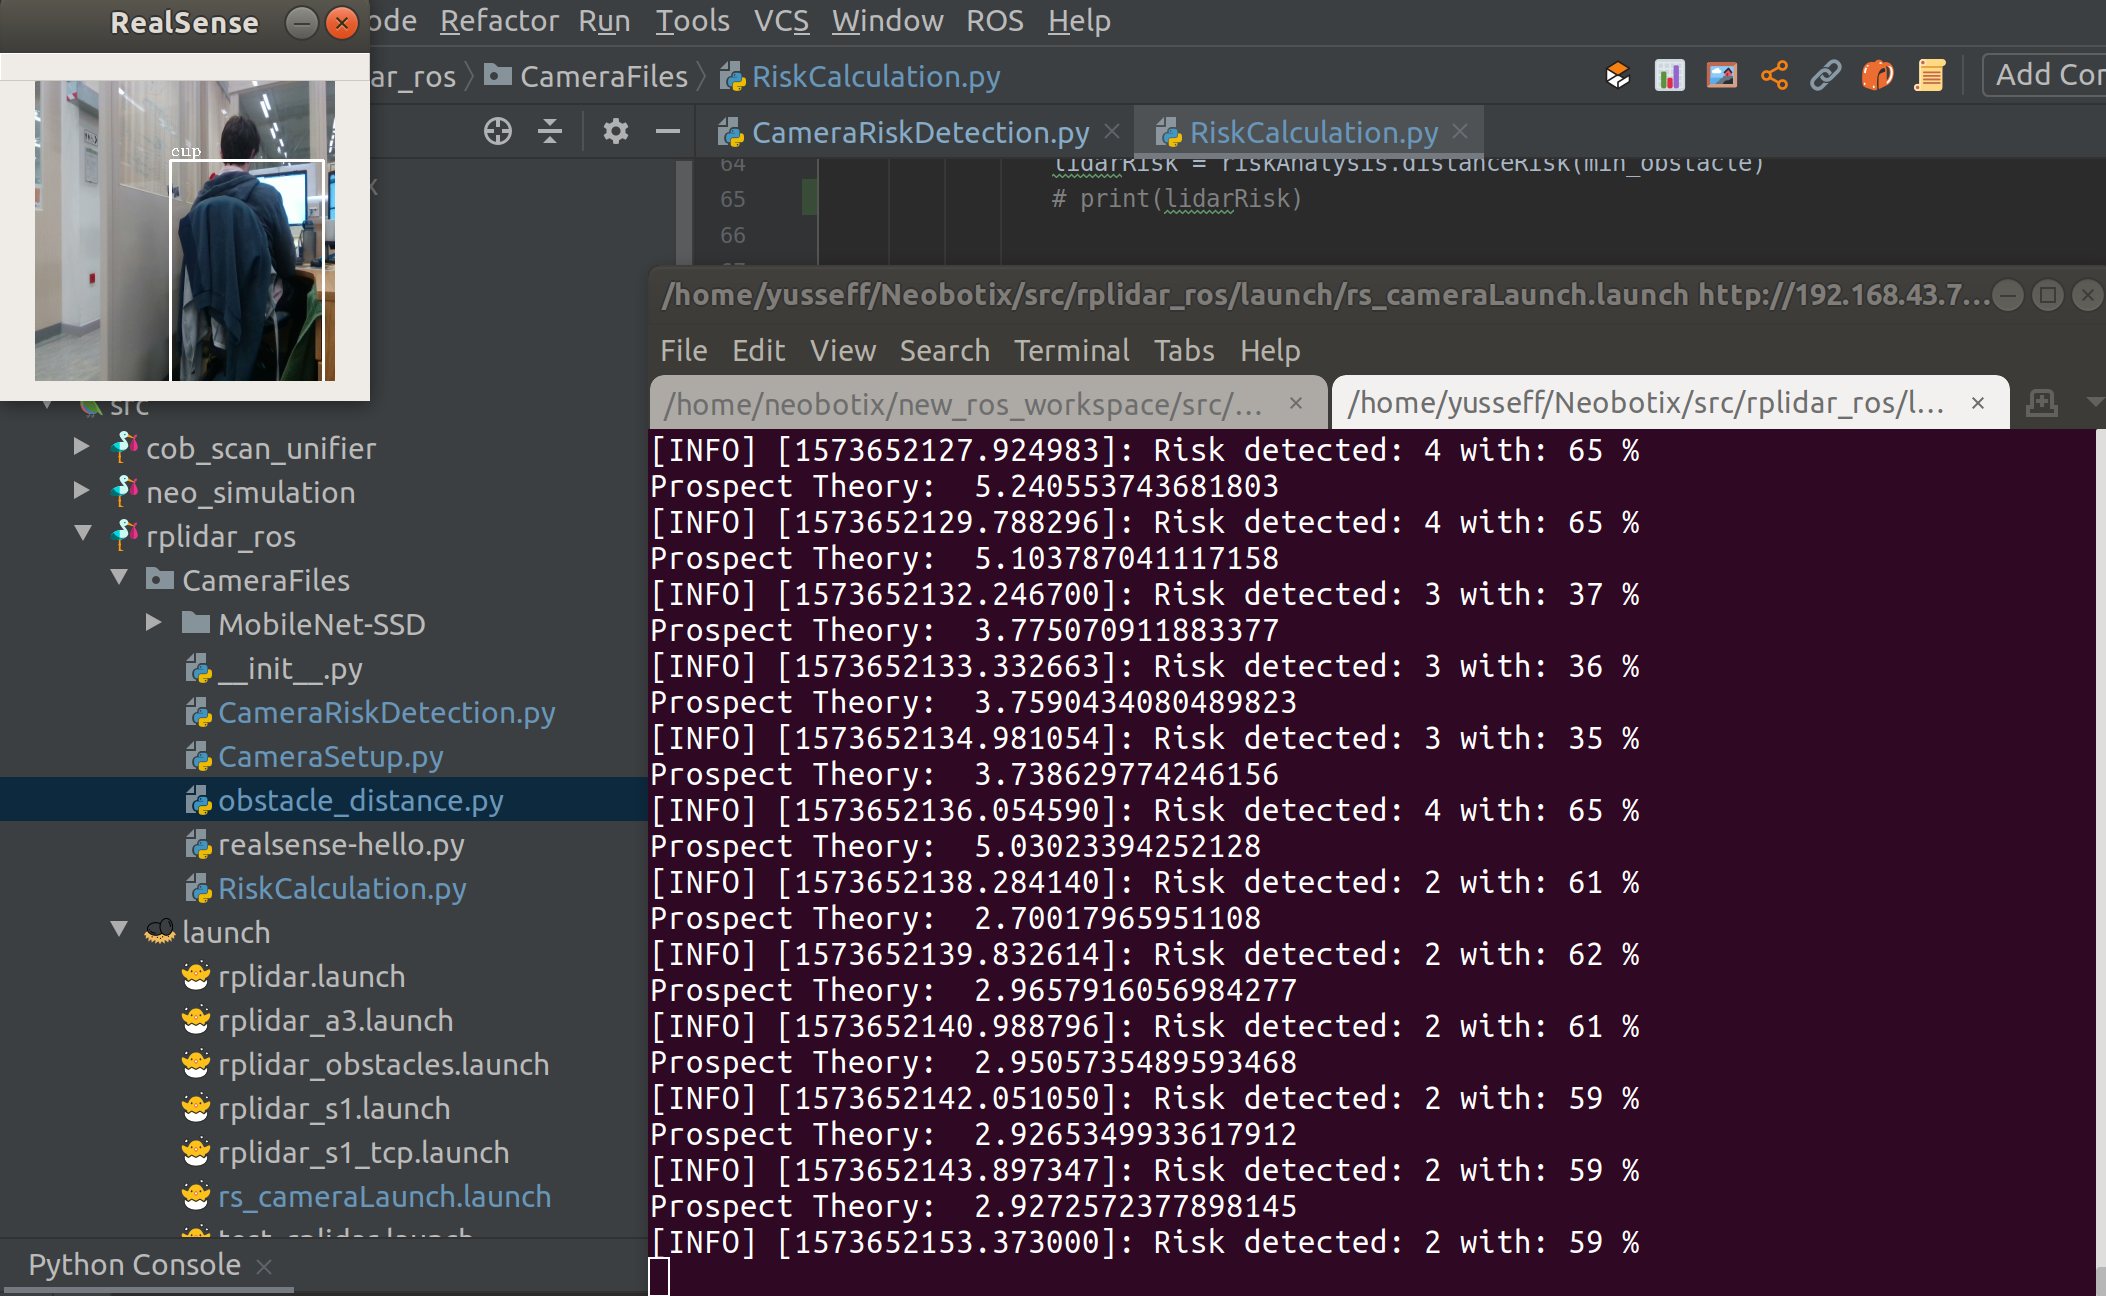 RealSense
ode Refactor Run Tools VCS Window ROS Help
ar_ros CameraFiles RiskCalculation.py
Add Cor
CameraRiskDetection.py
RiskCalculation.py
cup
64 lidarRisk = riskAnalysis.distanceRisk(min_obstacle)
65 # print(lidarRisk)
66
src
cob_scan_unifier
neo_simulation
rplidar_ros
CameraFiles
MobileNet-SSD
__init__.py
CameraRiskDetection.py
CameraSetup.py
obstacle_distance.py
realsense-hello.py
RiskCalculation.py
launch
rplidar.launch
rplidar_a3.launch
rplidar_obstacles.launch
rplidar_s1.launch
rplidar_s1_tcp.launch
rs_cameraLaunch.launch
test_rplidar.launch
Python Console
/home/yusseff/Neobotix/src/rplidar_ros/launch/rs_cameraLaunch.launch http://192.168.43.7...
File Edit View Search Terminal Tabs Help
/home/neobotix/new_ros_workspace/src/...
/home/yusseff/Neobotix/src/rplidar_ros/l...
[INFO] [1573652127.924983]: Risk detected: 4 with: 65 %
Prospect Theory:  5.240553743681803
[INFO] [1573652129.788296]: Risk detected: 4 with: 65 %
Prospect Theory:  5.103787041117158
[INFO] [1573652132.246700]: Risk detected: 3 with: 37 %
Prospect Theory:  3.775070911883377
[INFO] [1573652133.332663]: Risk detected: 3 with: 36 %
Prospect Theory:  3.7590434080489823
[INFO] [1573652134.981054]: Risk detected: 3 with: 35 %
Prospect Theory:  3.738629774246156
[INFO] [1573652136.054590]: Risk detected: 4 with: 65 %
Prospect Theory:  5.03023394252128
[INFO] [1573652138.284140]: Risk detected: 2 with: 61 %
Prospect Theory:  2.70017965951108
[INFO] [1573652139.832614]: Risk detected: 2 with: 62 %
Prospect Theory:  2.9657916056984277
[INFO] [1573652140.988796]: Risk detected: 2 with: 61 %
Prospect Theory:  2.9505735489593468
[INFO] [1573652142.051050]: Risk detected: 2 with: 59 %
Prospect Theory:  2.9265349933617912
[INFO] [1573652143.897347]: Risk detected: 2 with: 59 %
Prospect Theory:  2.9272572377898145
[INFO] [1573652153.373000]: Risk detected: 2 with: 59 %